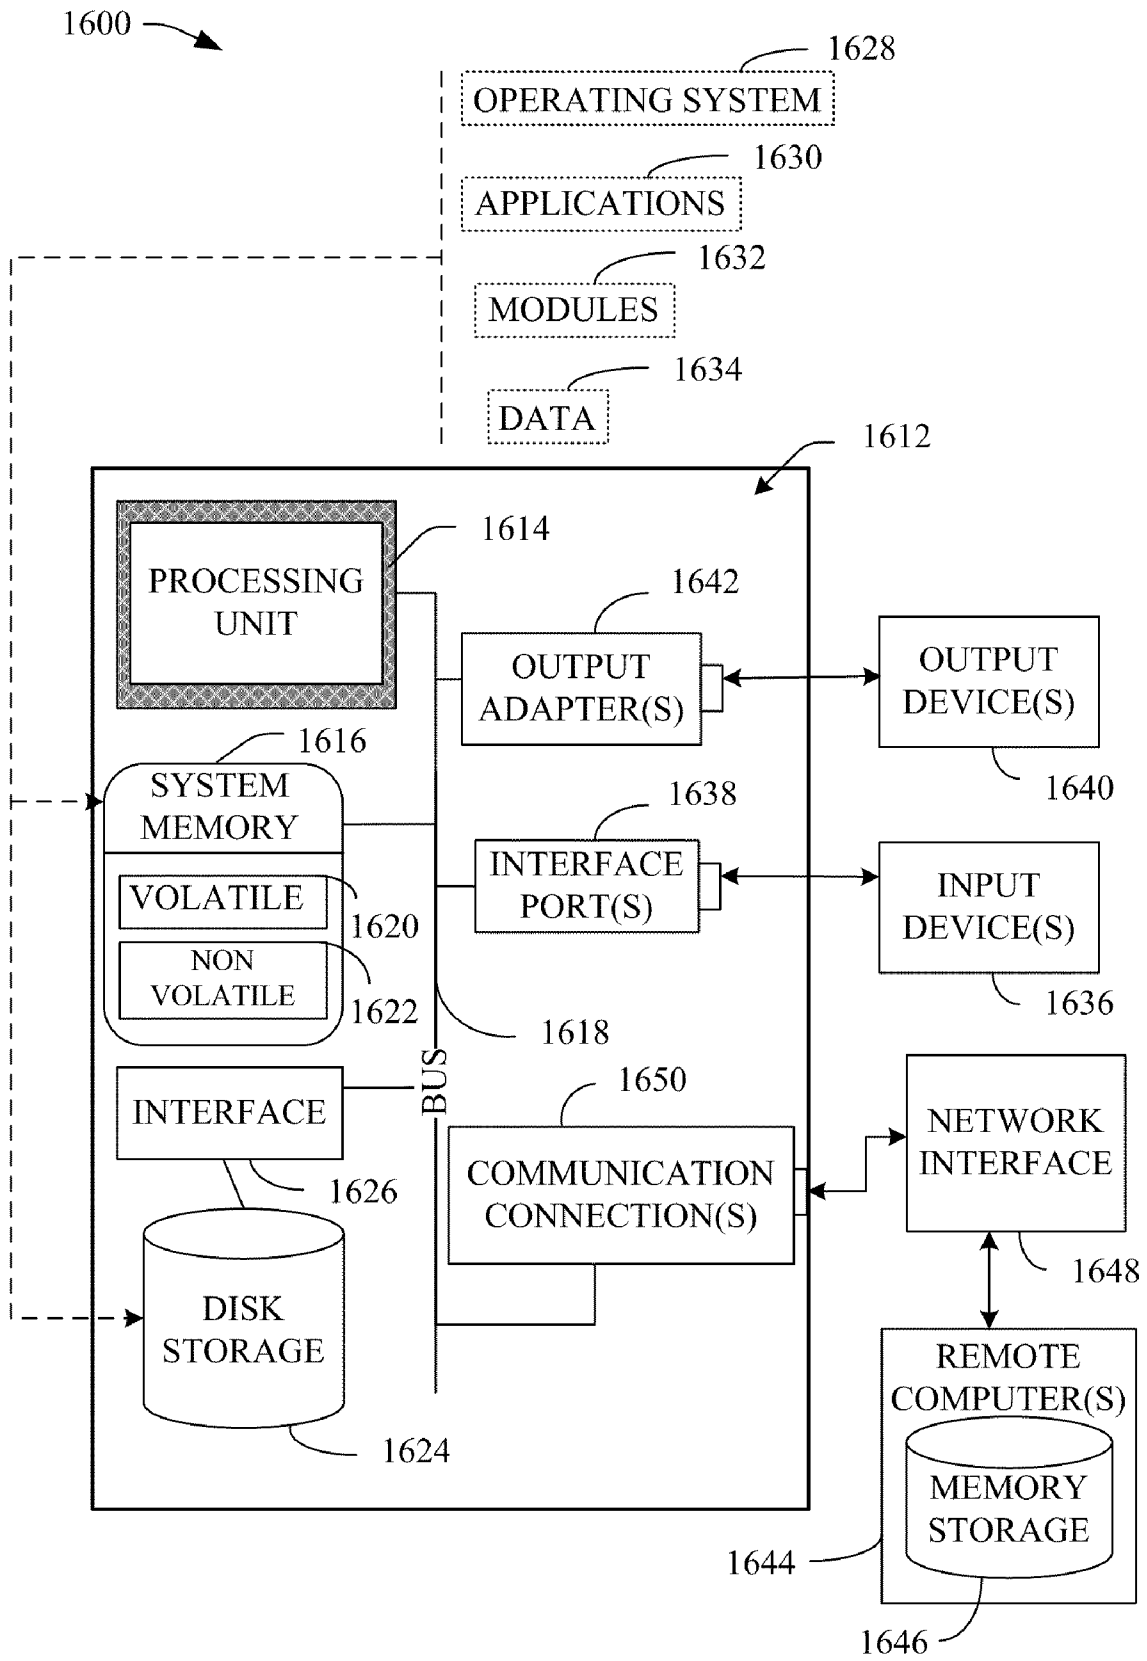 1600
1628
OPERATING SYSTEM
1630
APPLICATIONS
1632
MODULES
1634
DATA
1612
1614
PROCESSING
UNIT
1642
OUTPUT
ADAPTER(S)
OUTPUT
DEVICE(S)
1640
1616
SYSTEM
MEMORY
VOLATILE
1620
NON
VOLATILE
1622
1638
INTERFACE
PORT(S)
INPUT
DEVICE(S)
1636
1618
BUS
INTERFACE
1626
1650
COMMUNICATION
CONNECTION(S)
NETWORK
INTERFACE
1648
DISK
STORAGE
1624
REMOTE
COMPUTER(S)
MEMORY
STORAGE
1644
1646